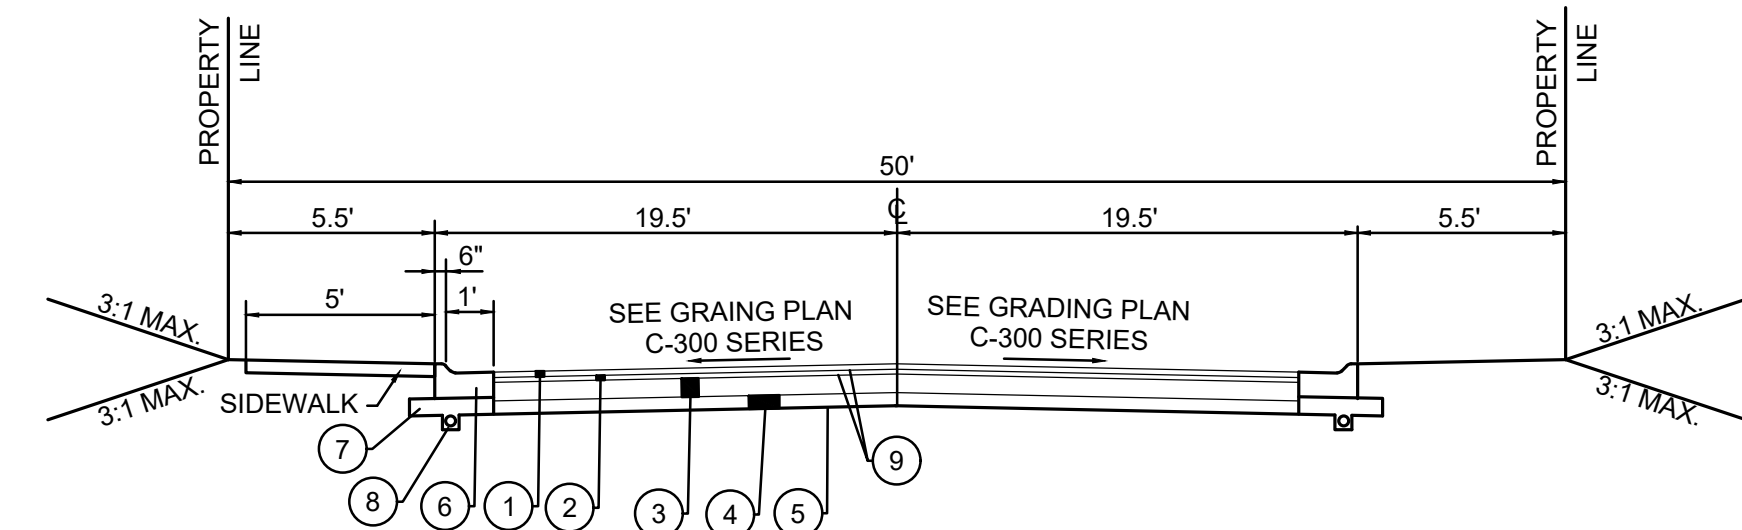 PROPERTY
LINE
PROPERTY
LINE
50'
5.5'
19.5'
℄
19.5'
5.5'
6"
5'
1'
SEE GRAING PLAN
C-300 SERIES
SEE GRADING PLAN
C-300 SERIES
3:1 MAX.
3:1 MAX.
3:1 MAX.
3:1 MAX.
SIDEWALK
7
8
6
1
2
3
4
5
9